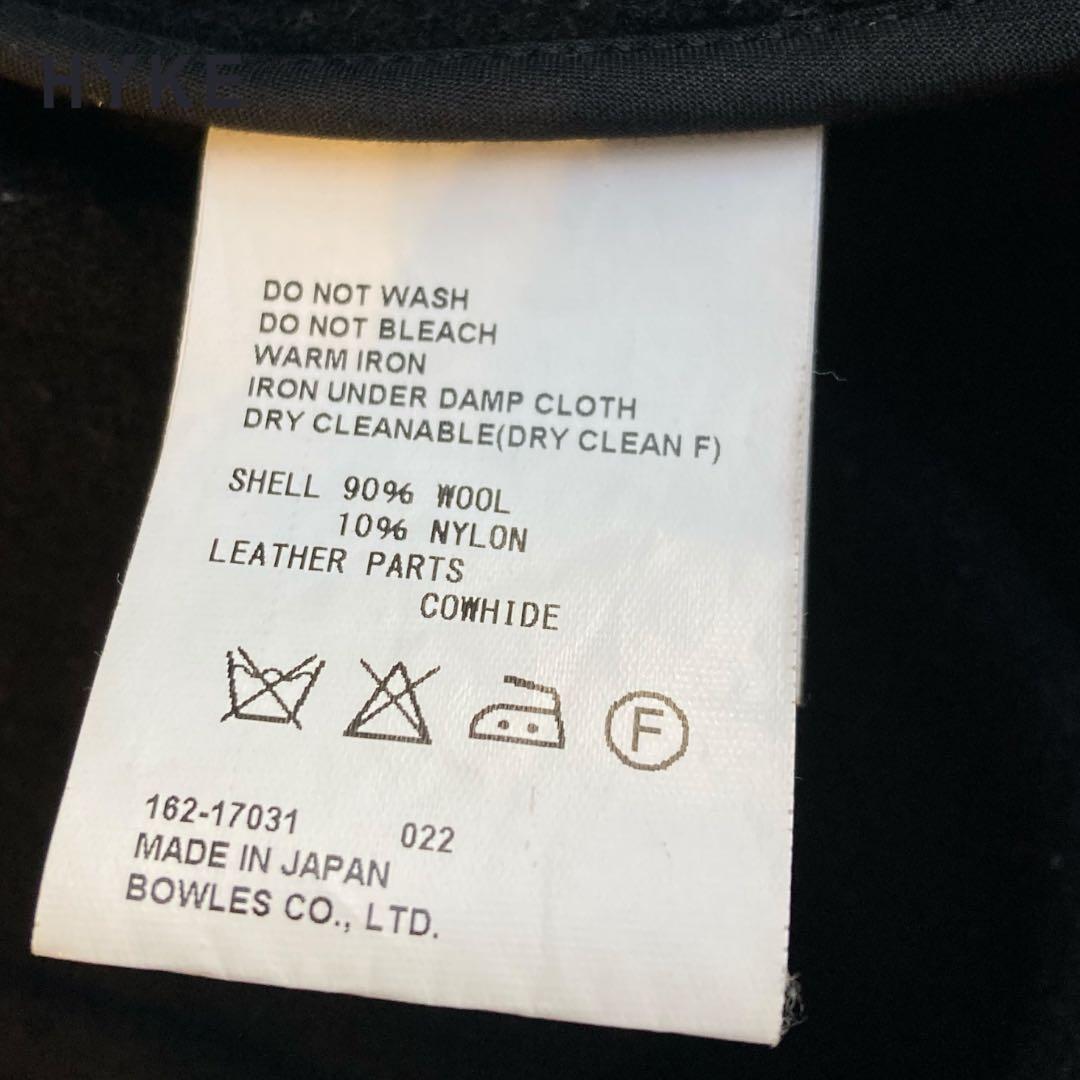 HYKE
DO NOT WASH
DO NOT BLEACH
WARM IRON
IRON UNDER DAMP CLOTH
DRY CLEANABLE(DRY CLEAN F)
SHELL 90% WOOL
10% NYLON
LEATHER PARTS
COWHIDE
F
162-17031 022
MADE IN JAPAN
BOWLES CO., LTD.